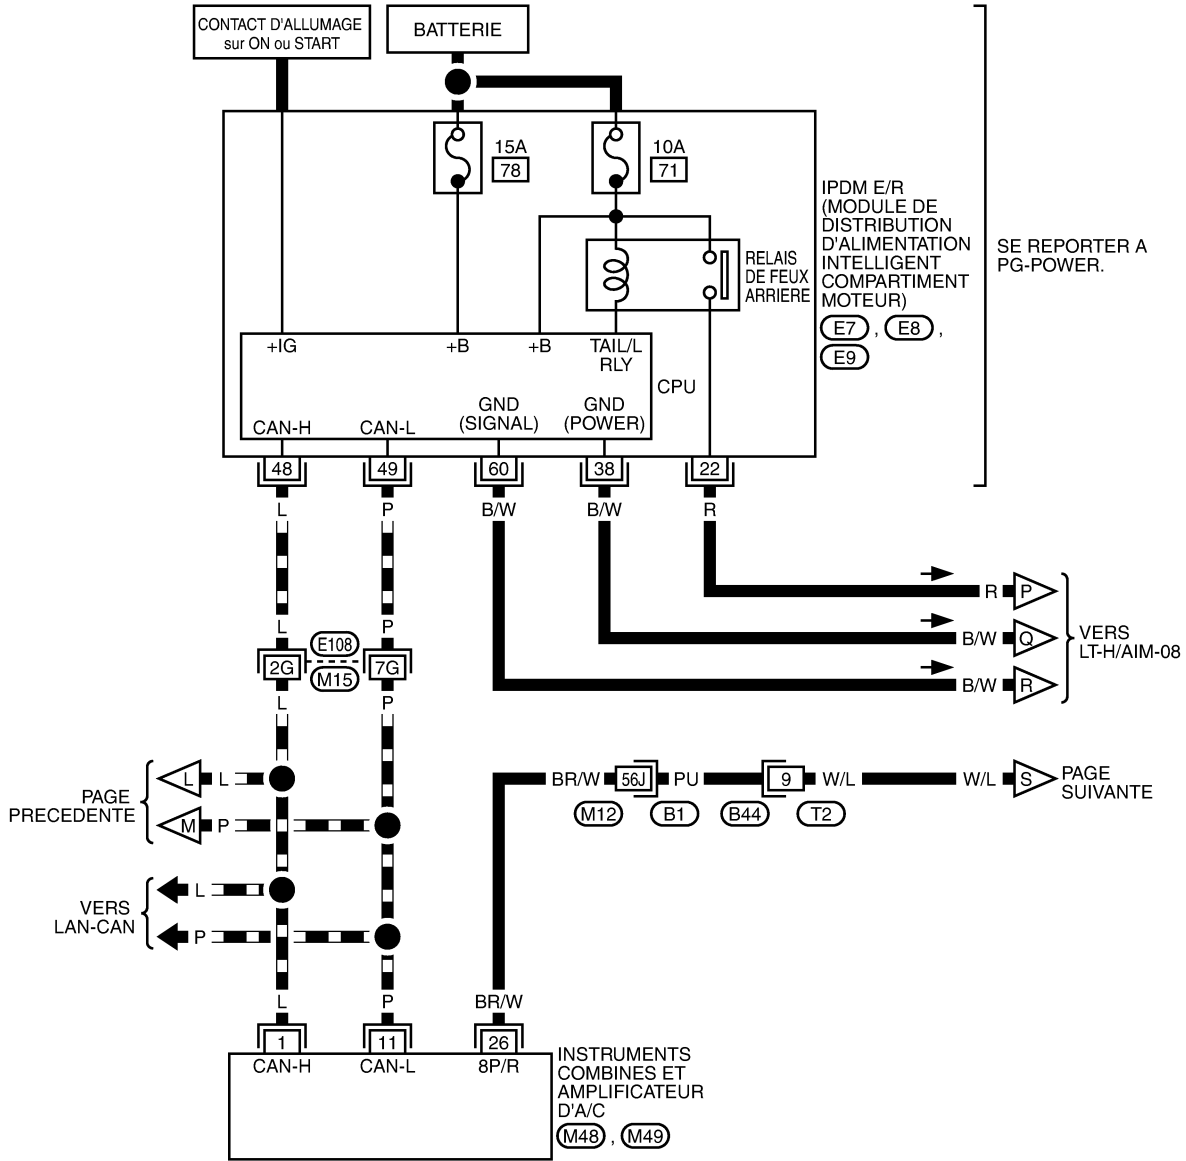 CONTACT D'ALLUMAGE
sur ON ou START
BATTERIE
15A
78
10A
71
IPDM E/R
(MODULE DE
DISTRIBUTION
D'ALIMENTATION
INTELLIGENT
COMPARTIMENT
MOTEUR)
E7 , E8 ,
E9
SE REPORTER A
PG-POWER.
RELAIS
DE FEUX
ARRIERE
+IG
+B
+B
TAIL/L
RLY
CPU
CAN-H
CAN-L
GND
(SIGNAL)
GND
(POWER)
48
49
60
38
22
L
P
B/W
B/W
R
R
P
B/W
Q
B/W
R
VERS
LT-H/AIM-08
L
P
2G
E108
M15
7G
L
P
PAGE
PRECEDENTE
L
L
M
P
VERS
LAN-CAN
L
P
BR/W
56J
PU
9
W/L
W/L
S
PAGE
SUIVANTE
M12
B1
B44
T2
L
P
BR/W
1
11
26
CAN-H
CAN-L
8P/R
INSTRUMENTS
COMBINES ET
AMPLIFICATEUR
D'A/C
M48 , M49